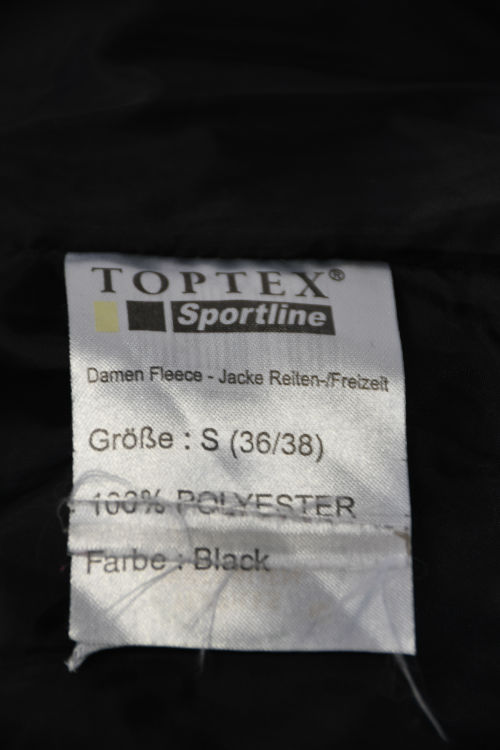 TOPTEX®
Sportline
Damen Fleece - Jacke Reiten-/Freizeit
Größe : S (36/38)
100% POLYESTER
Farbe : Black